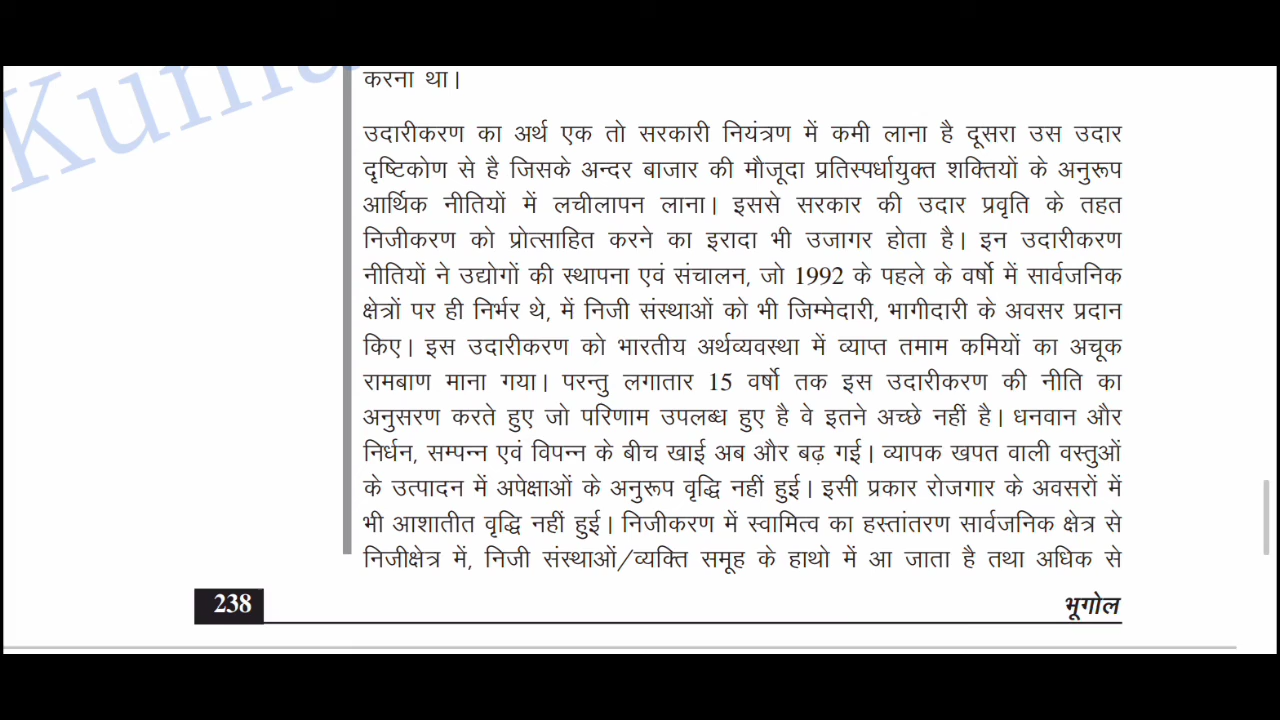 Kuma
करना था।
उदारीकरण का अर्थ एक तो सरकारी नियंत्रण में कमी लाना है दूसरा उस उदार
दृष्टिकोण से है जिसके अन्दर बाजार की मौजूदा प्रतिस्पर्धायुक्त शक्तियों के अनुरूप
आर्थिक नीतियों में लचीलापन लाना। इससे सरकार की उदार प्रवृति के तहत
निजीकरण को प्रोत्साहित करने का इरादा भी उजागर होता है। इन उदारीकरण
नीतियों ने उद्योगों की स्थापना एवं संचालन, जो 1992 के पहले के वर्षो में सार्वजनिक
क्षेत्रों पर ही निर्भर थे, में निजी संस्थाओं को भी जिम्मेदारी, भागीदारी के अवसर प्रदान
किए। इस उदारीकरण को भारतीय अर्थव्यवस्था में व्याप्त तमाम कमियों का अचूक
रामबाण माना गया। परन्तु लगातार 15 वर्षो तक इस उदारीकरण की नीति का
अनुसरण करते हुए जो परिणाम उपलब्ध हुए है वे इतने अच्छे नहीं है। धनवान और
निर्धन, सम्पन्न एवं विपन्न के बीच खाई अब और बढ़ गई। व्यापक खपत वाली वस्तुओं
के उत्पादन में अपेक्षाओं के अनुरूप वृद्धि नहीं हुई। इसी प्रकार रोजगार के अवसरों में
भी आशातीत वृद्धि नहीं हुई। निजीकरण में स्वामित्व का हस्तांतरण सार्वजनिक क्षेत्र से
निजीक्षेत्र में, निजी संस्थाओं/व्यक्ति समूह के हाथो में आ जाता है तथा अधिक से
238
भूगोल